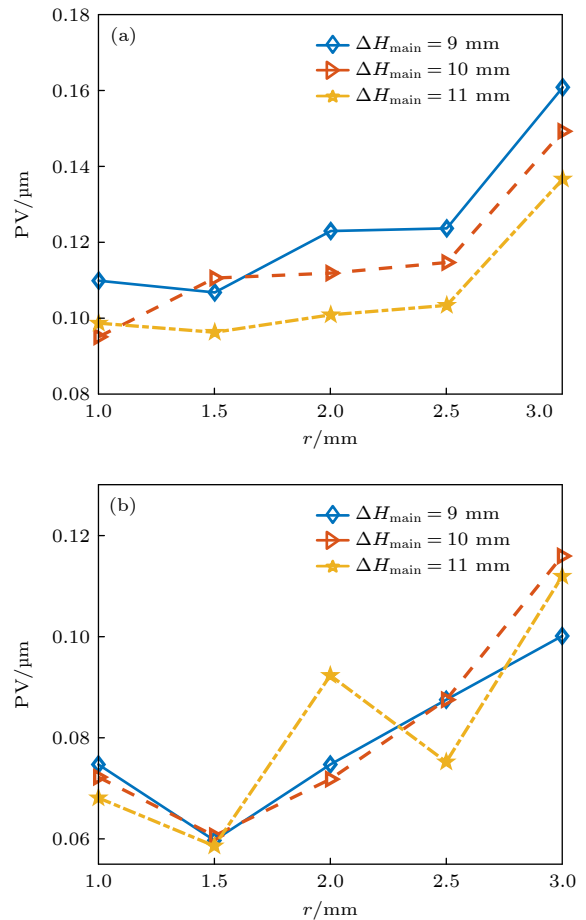 0.18
(a)
ΔH_main = 9 mm
ΔH_main = 10 mm
ΔH_main = 11 mm
0.16
0.14
0.12
0.10
0.08
PV/μm
1.0 1.5 2.0 2.5 3.0
r/mm
(b)
ΔH_main = 9 mm
ΔH_main = 10 mm
ΔH_main = 11 mm
0.12
0.10
0.08
0.06
PV/μm
1.0 1.5 2.0 2.5 3.0
r/mm